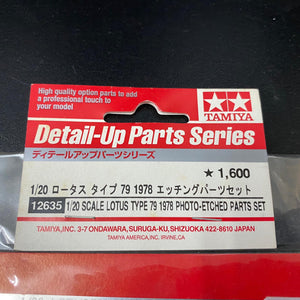 High quality option parts to add
a professional touch to
your model
TAMIYA
Detail-Up Parts Series
ディテールアップパーツシリーズ
★ 1,600
1/20 ロータス タイプ 79 1978 エッチングパーツセット
12635 1/20 SCALE LOTUS TYPE 79 1978 PHOTO-ETCHED PARTS SET
TAMIYA,INC. 3-7 ONDAWARA, SURUGA-KU, SHIZUOKA 422-8610 JAPAN
TAMIYA AMERICA, INC. IRVINE, CA